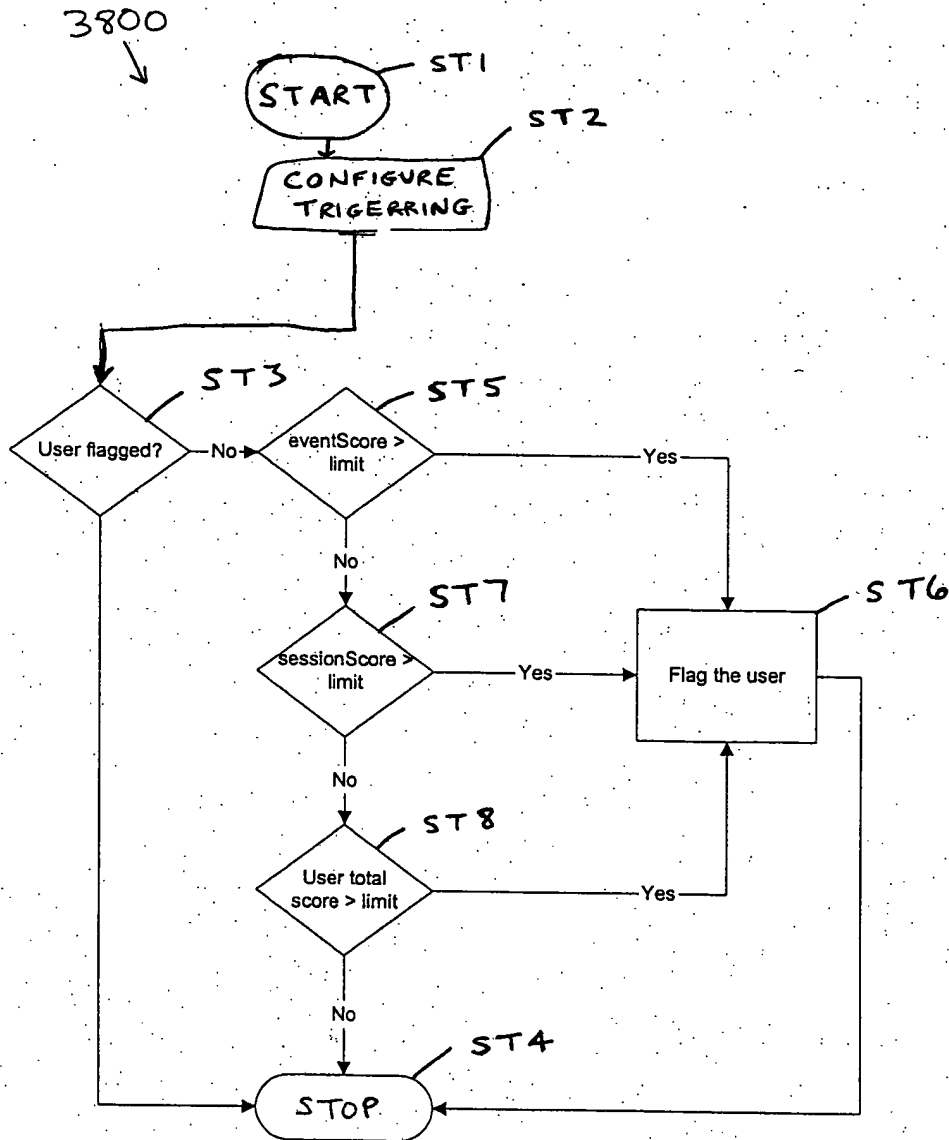 3800
ST1
START
ST2
CONFIGURE
TRIGERRING
ST3
ST5
User flagged?
No
eventScore >
limit
Yes
No
ST7
ST6
sessionScore >
limit
Yes
Flag the user
No
ST8
User total
score > limit
Yes
No
ST4
STOP